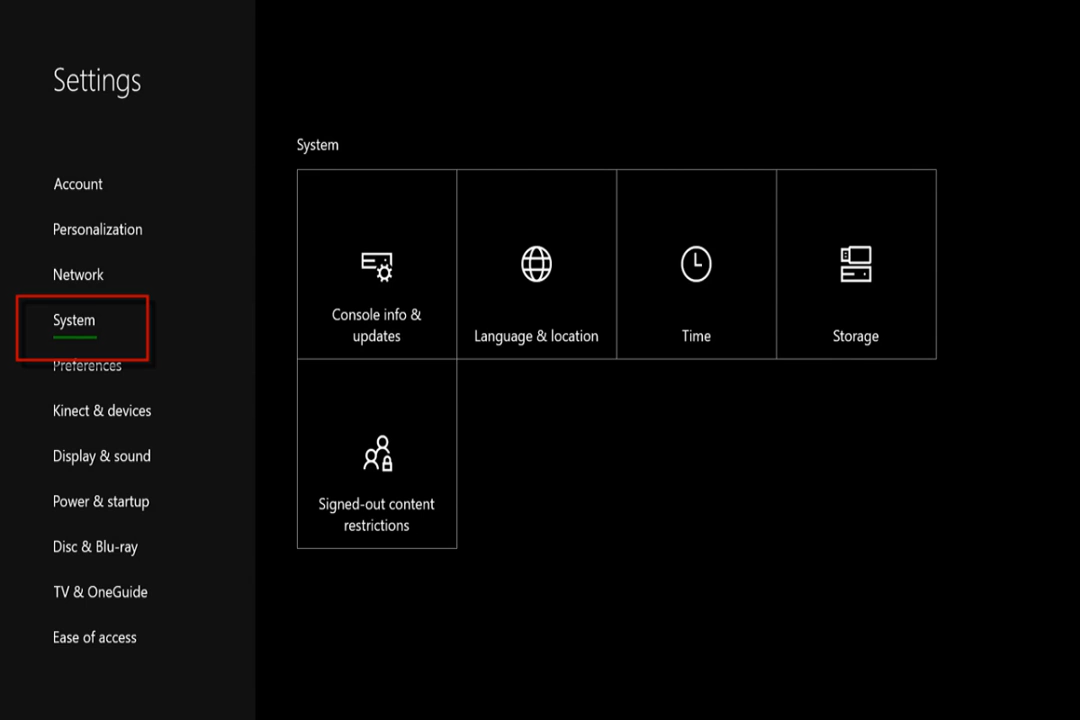 Settings
Account
Personalization
Network
System
Preferences
Kinect & devices
Display & sound
Power & startup
Disc & Blu-ray
TV & OneGuide
Ease of access
System
Console info &
updates
Language & location
Time
Storage
Signed-out content
restrictions